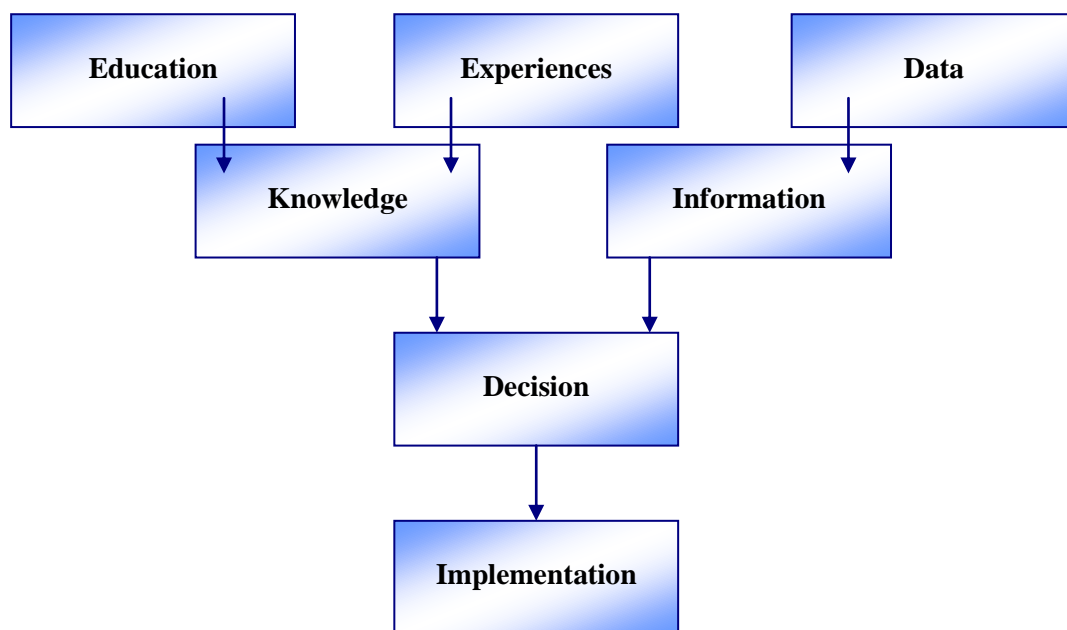 Education
Experiences
Data
Knowledge
Information
Decision
Implementation